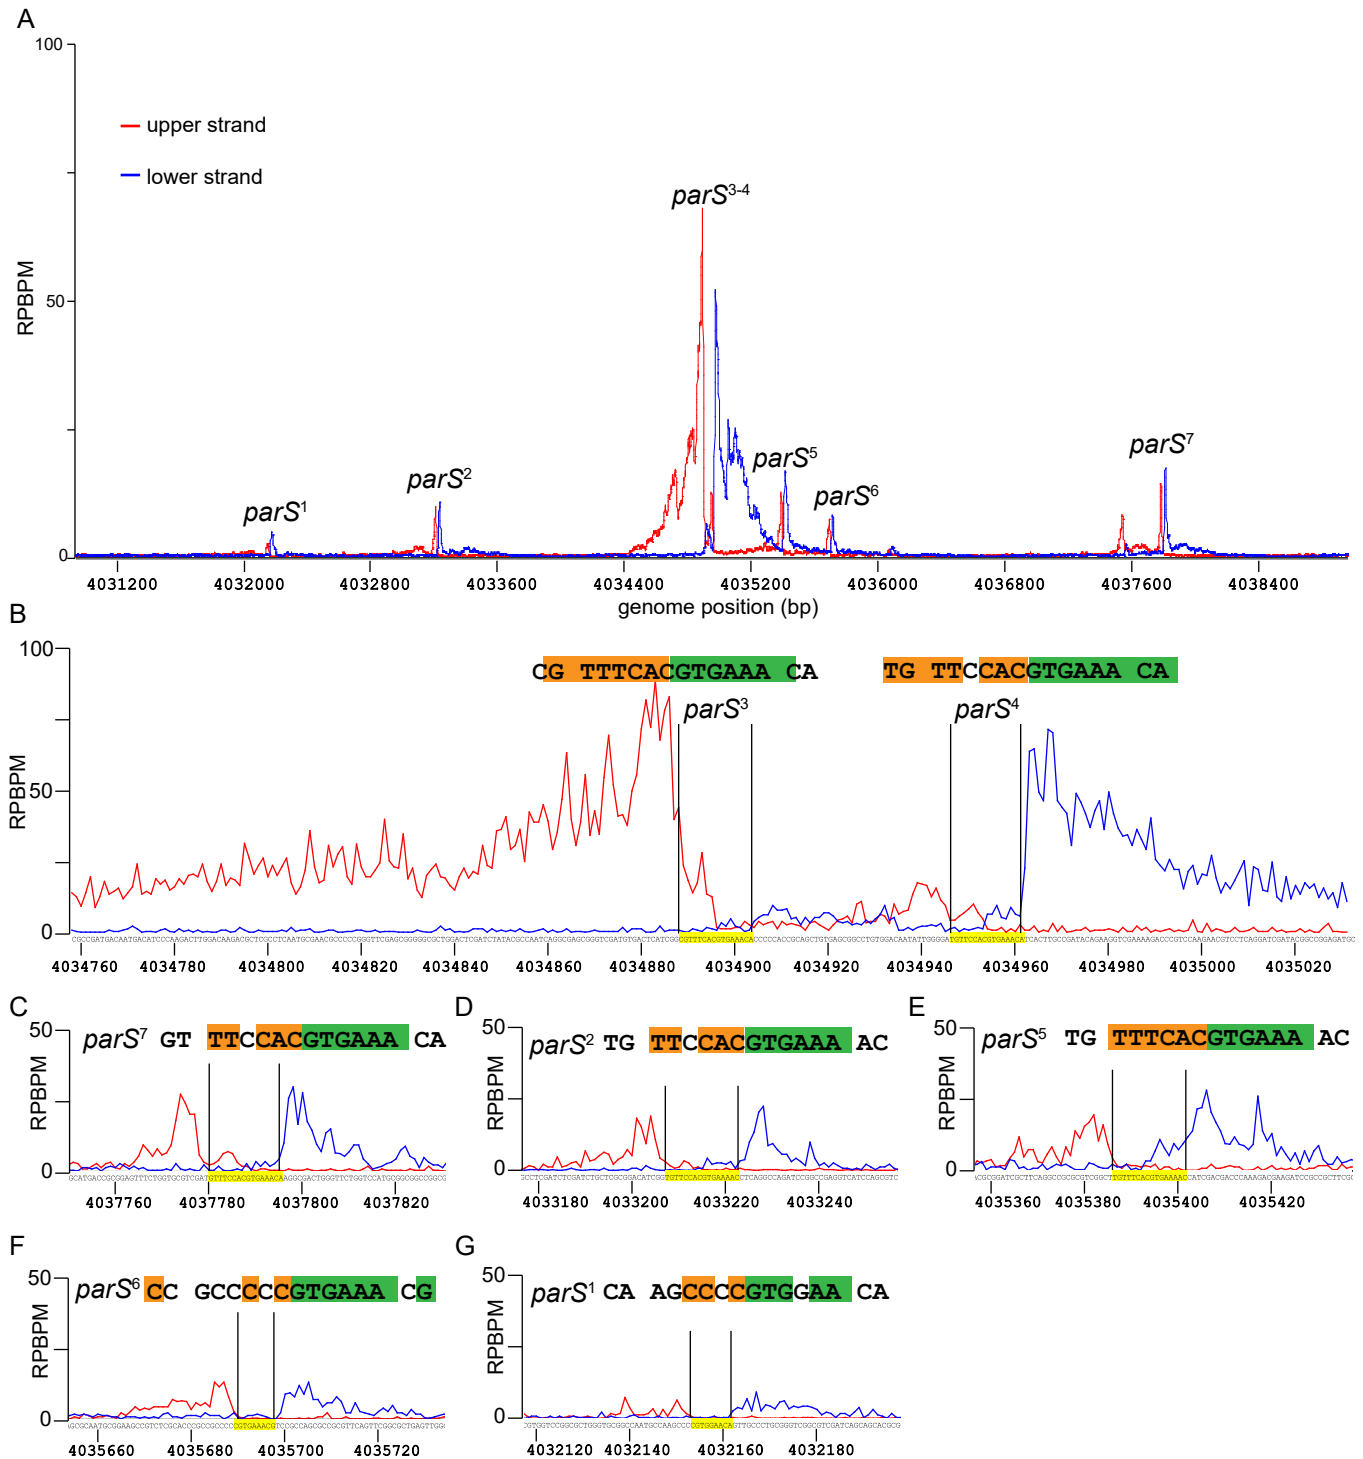 A
100
upper strand
lower strand
parS3-4
50
RPBPM
parS5
parS7
parS2
parS6
parS1
0
4031200 4032000 4032800 4033600 4034400 4035200 4036000 4036800 4037600 4038400
genome position (bp)
B
100
CG TTTCACGTGAAA CA TG TTCCACGTGAAA CA
parS3 parS4
50
RPBPM
0
4034760 4034780 4034800 4034820 4034840 4034860 4034880 4034900 4034920 4034940 4034960 4034980 4035000 4035020
C
50
parS7 GT TTCCACGTGAAA CA
RPBPM
0
4037760 4037780 4037800 4037820
D
50
parS2 TG TTCCACGTGAAA AC
RPBPM
0
4033180 4033200 4033220 4033240
E
50
parS5 TG TTTCACGTGAAA AC
RPBPM
0
4035360 4035380 4035400 4035420
F
50
parS6 CC GCCCCCGTGAAA CG
RPBPM
0
4035660 4035680 4035700 4035720
G
50
parS1 CA AGCCCCGTGGAA CA
RPBPM
0
4032120 4032140 4032160 4032180